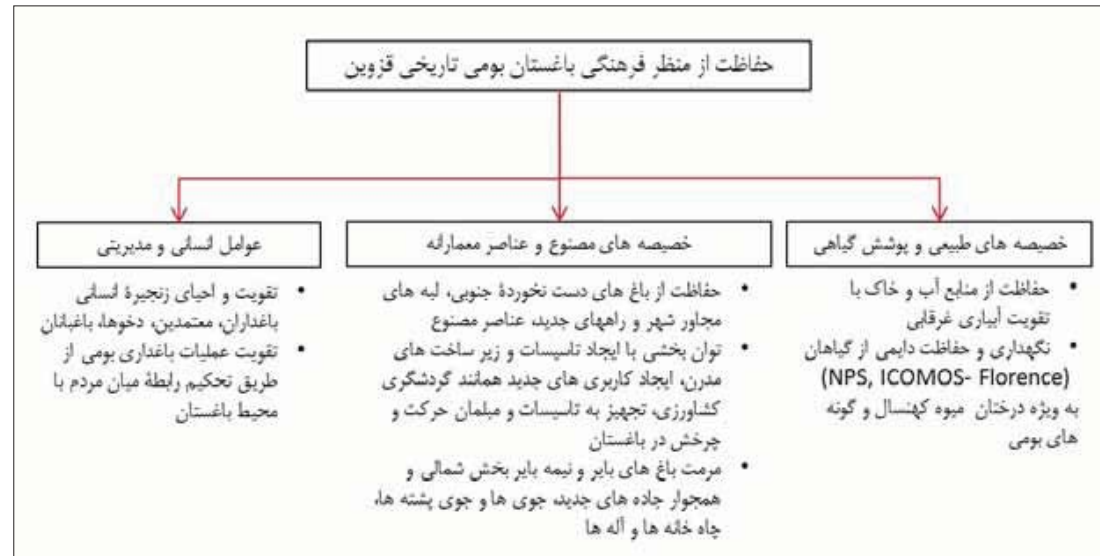 حفاظت از منظر فرهنگی باغستان بومی تاریخی قزوین
خصیصه های طبیعی و پوشش گیاهی
• حفاظت از منابع آب و خاک با
تقویت آبیاری غرقابی
• نگهداری و حفاظت دایمی از گیاهان
(NPS, ICOMOS- Florence)
به ویژه درختان میوه کهنسال و گونه
های بومی
خصیصه های مصنوع و عناصر معمارانه
• حفاظت از باغ های دست نخوردهٔ جنوبی، لبه های
مجاور شهر و راههای جدید، عناصر مصنوع
• توان بخشی با ایجاد تاسیسات و زیر ساخت های
مدرن، ایجاد کاربری های جدید همانند گردشگری
کشاورزی، تجهیز به تاسیسات و مبلمان حرکت و
چرخش در باغستان
• مرمت باغ های بایر و نیمه بایر بخش شمالی و
همجوار جاده های جدید، جوی ها و جوی پشته ها،
چاه خانه ها و آله ها
عوامل انسانی و مدیریتی
• تقویت و احیای زنجیرهٔ انسانی
باغداران، معتمدین، دخوها، باغبانان
• تقویت عملیات باغداری بومی از
طریق تحکیم رابطهٔ میان مردم با
محیط باغستان